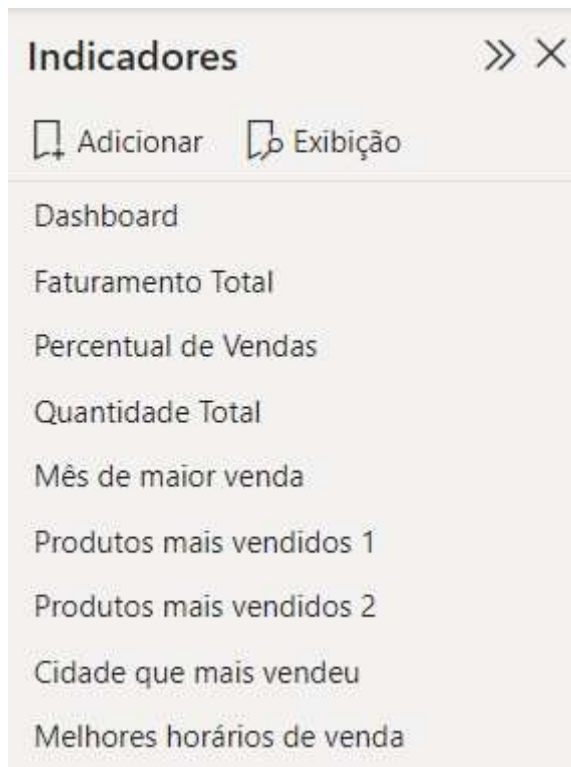 Indicadores
Adicionar Exibição
Dashboard
Faturamento Total
Percentual de Vendas
Quantidade Total
Mês de maior venda
Produtos mais vendidos 1
Produtos mais vendidos 2
Cidade que mais vendeu
Melhores horários de venda